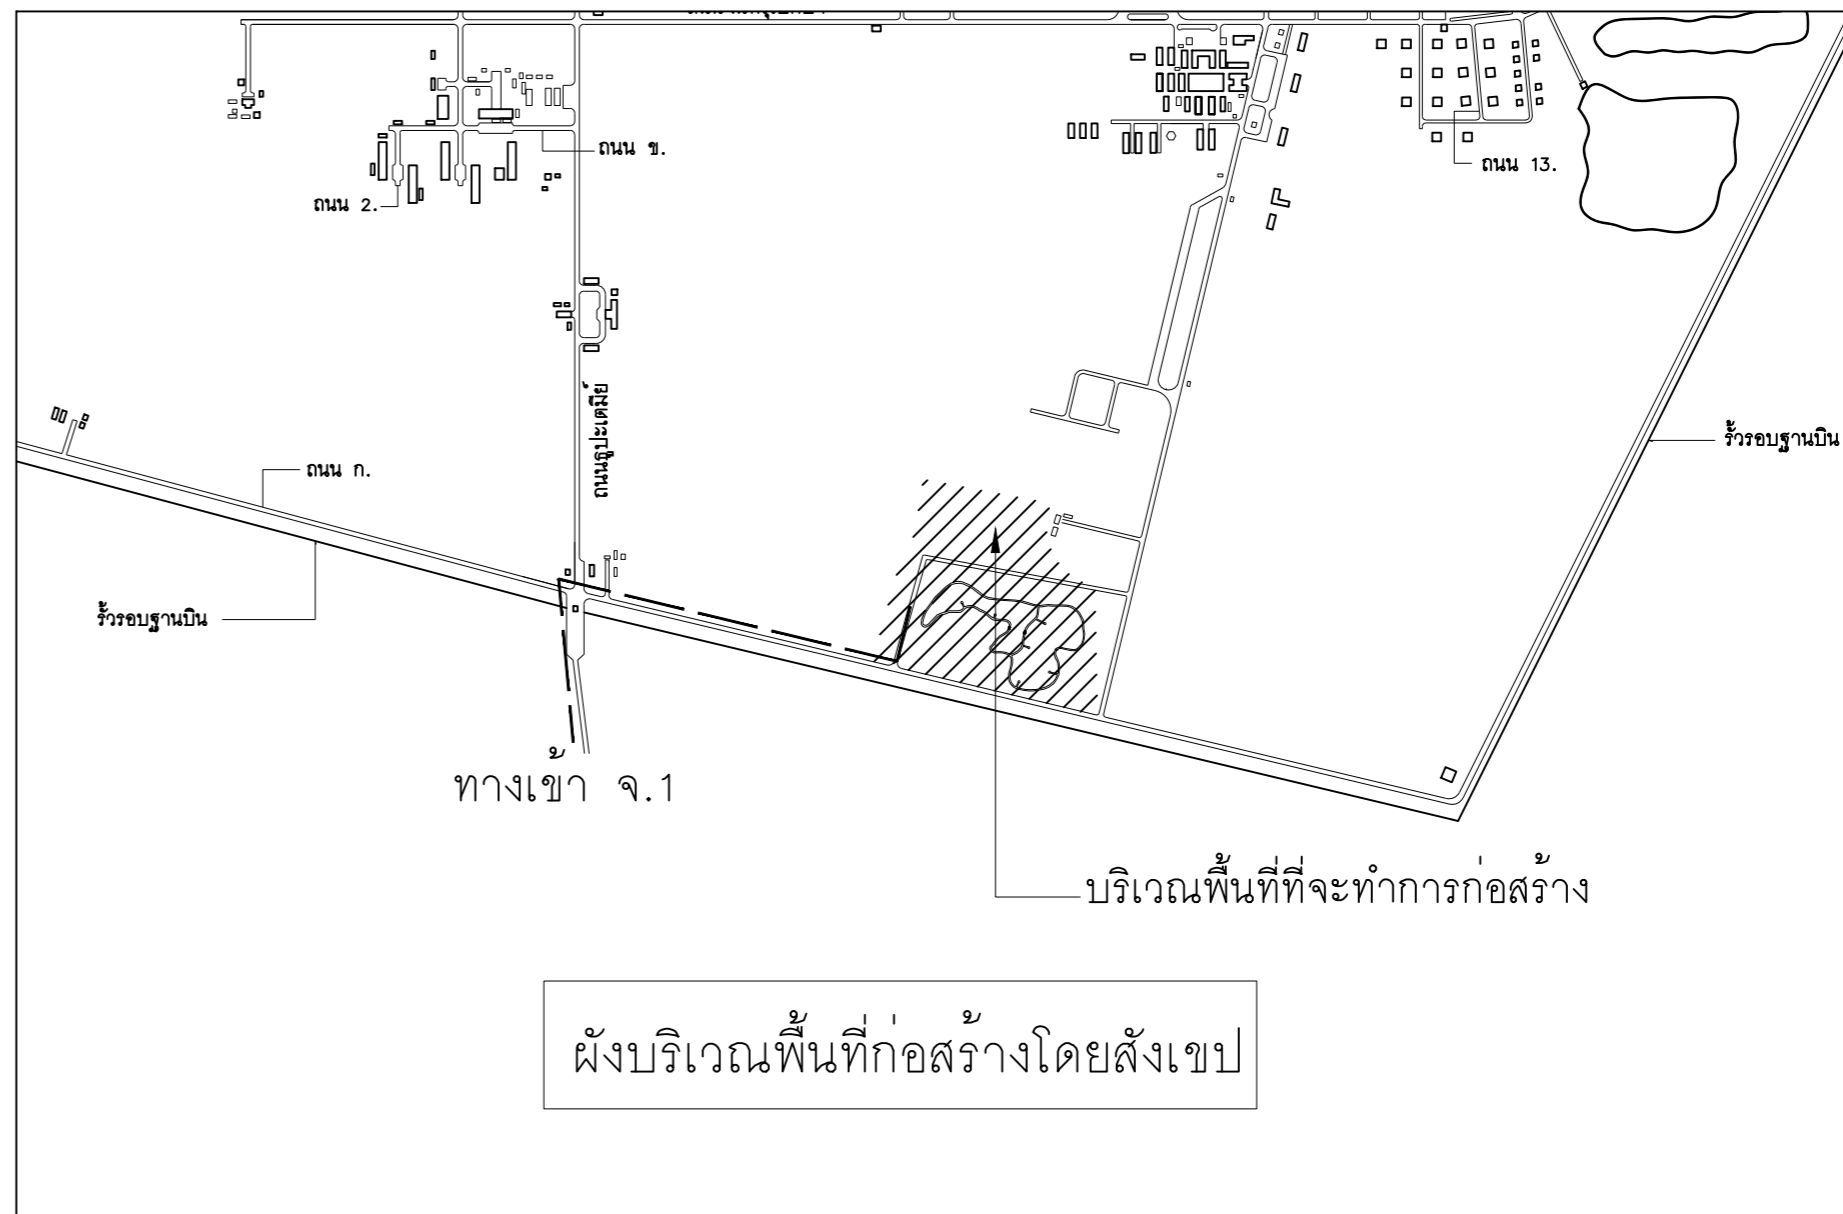 ถนน ข.
ถนน 13.
ถนน 2.
ถนนธูปะเตมีย์
รั้วรอบฐานบิน
ถนน ก.
รั้วรอบฐานบิน
ทางเข้า จ.1
บริเวณพื้นที่ที่จะทำการก่อสร้าง
ผังบริเวณพื้นที่ก่อสร้างโดยสังเขป